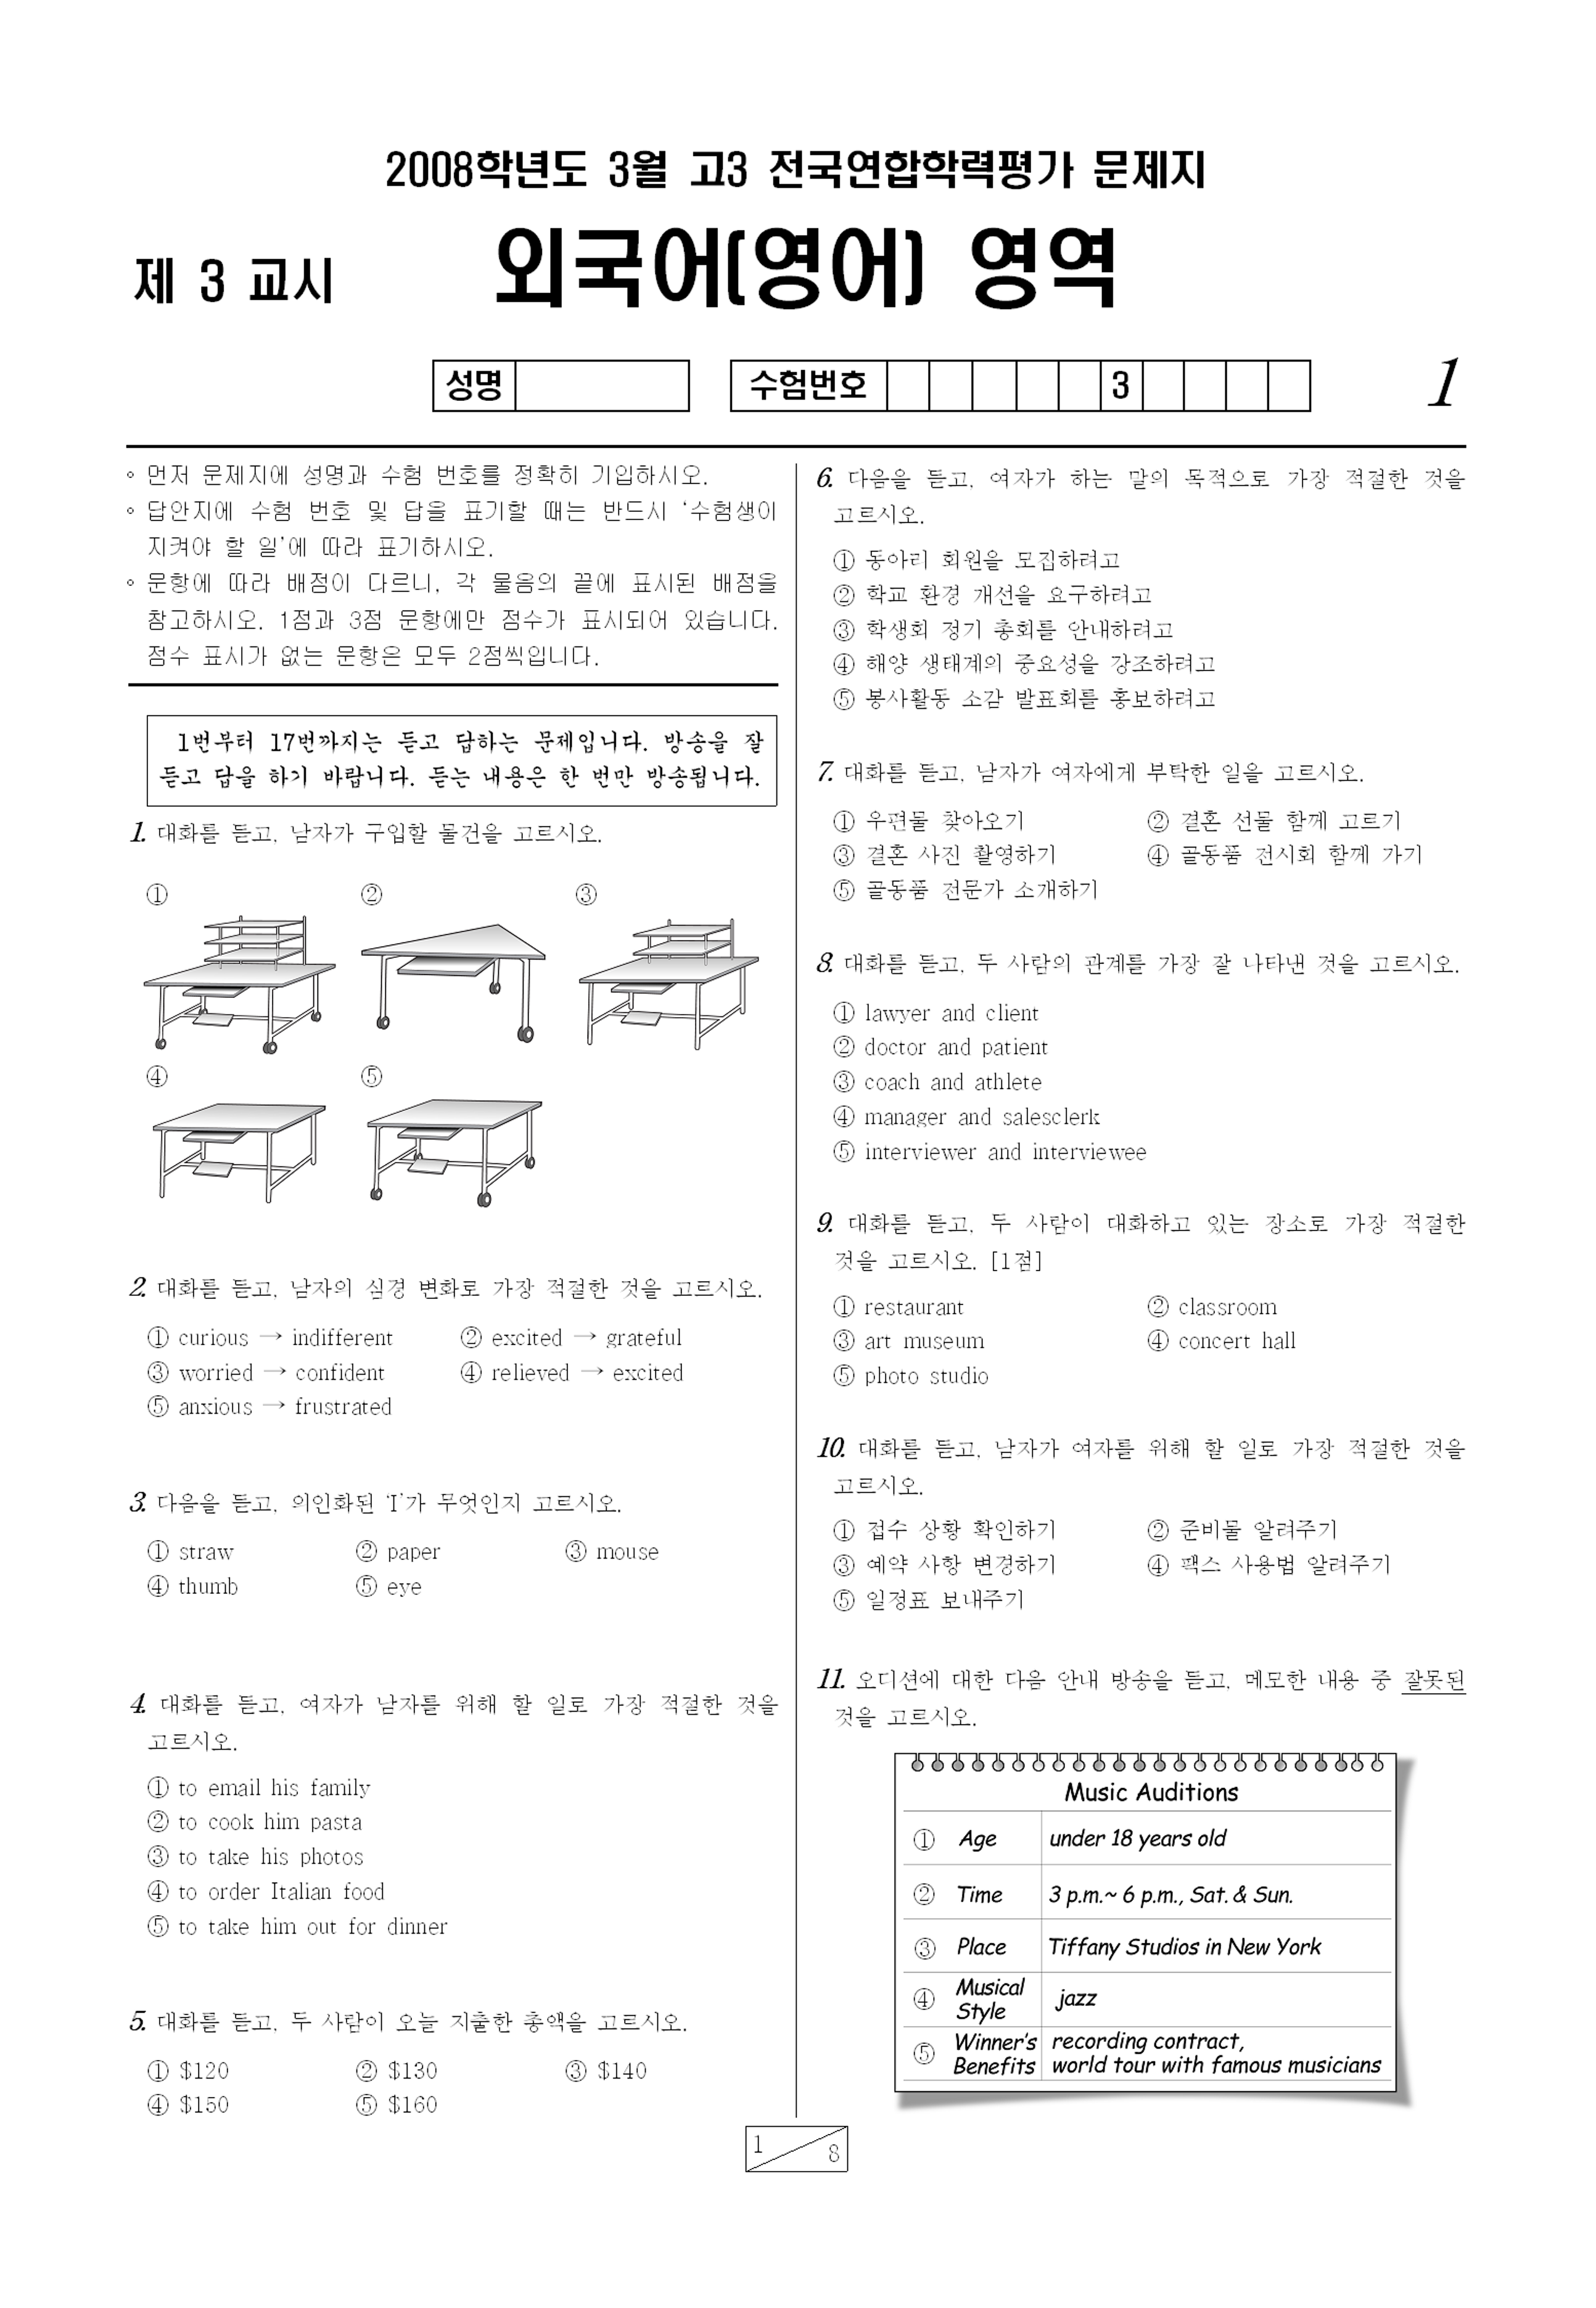 2008학년도 3월 고3 전국연합학력평가 문제지
제 3 교시
외국어(영어) 영역
성명
수험번호
3
1
◦ 먼저 문제지에 성명과 수험 번호를 정확히 기입하시오.
◦ 답안지에 수험 번호 및 답을 표기할 때는 반드시 ‘수험생이
지켜야 할 일’에 따라 표기하시오.
◦ 문항에 따라 배점이 다르니, 각 물음의 끝에 표시된 배점을
참고하시오. 1점과 3점 문항에만 점수가 표시되어 있습니다.
점수 표시가 없는 문항은 모두 2점씩입니다.
1번부터 17번까지는 듣고 답하는 문제입니다. 방송을 잘
듣고 답을 하기 바랍니다. 듣는 내용은 한 번만 방송됩니다.
1. 대화를 듣고, 남자가 구입할 물건을 고르시오.
① ② ③
④ ⑤
2. 대화를 듣고, 남자의 심경 변화로 가장 적절한 것을 고르시오.
① curious → indifferent ② excited → grateful
③ worried → confident ④ relieved → excited
⑤ anxious → frustrated
3. 다음을 듣고, 의인화된 ‘I’가 무엇인지 고르시오.
① straw ② paper ③ mouse
④ thumb ⑤ eye
4. 대화를 듣고, 여자가 남자를 위해 할 일로 가장 적절한 것을
고르시오.
① to email his family
② to cook him pasta
③ to take his photos
④ to order Italian food
⑤ to take him out for dinner
5. 대화를 듣고, 두 사람이 오늘 지출한 총액을 고르시오.
① $120 ② $130 ③ $140
④ $150 ⑤ $160
6. 다음을 듣고, 여자가 하는 말의 목적으로 가장 적절한 것을
고르시오.
① 동아리 회원을 모집하려고
② 학교 환경 개선을 요구하려고
③ 학생회 정기 총회를 안내하려고
④ 해양 생태계의 중요성을 강조하려고
⑤ 봉사활동 소감 발표회를 홍보하려고
7. 대화를 듣고, 남자가 여자에게 부탁한 일을 고르시오.
① 우편물 찾아오기 ② 결혼 선물 함께 고르기
③ 결혼 사진 촬영하기 ④ 골동품 전시회 함께 가기
⑤ 골동품 전문가 소개하기
8. 대화를 듣고, 두 사람의 관계를 가장 잘 나타낸 것을 고르시오.
① lawyer and client
② doctor and patient
③ coach and athlete
④ manager and salesclerk
⑤ interviewer and interviewee
9. 대화를 듣고, 두 사람이 대화하고 있는 장소로 가장 적절한
것을 고르시오. [1점]
① restaurant ② classroom
③ art museum ④ concert hall
⑤ photo studio
10. 대화를 듣고, 남자가 여자를 위해 할 일로 가장 적절한 것을
고르시오.
① 접수 상황 확인하기 ② 준비물 알려주기
③ 예약 사항 변경하기 ④ 팩스 사용법 알려주기
⑤ 일정표 보내주기
11. 오디션에 대한 다음 안내 방송을 듣고, 메모한 내용 중 잘못된
것을 고르시오.
Music Auditions
① Age under 18 years old
② Time 3 p.m.~ 6 p.m., Sat. & Sun.
③ Place Tiffany Studios in New York
④ Musical Style jazz
⑤ Winner's Benefits recording contract,
world tour with famous musicians
1
8